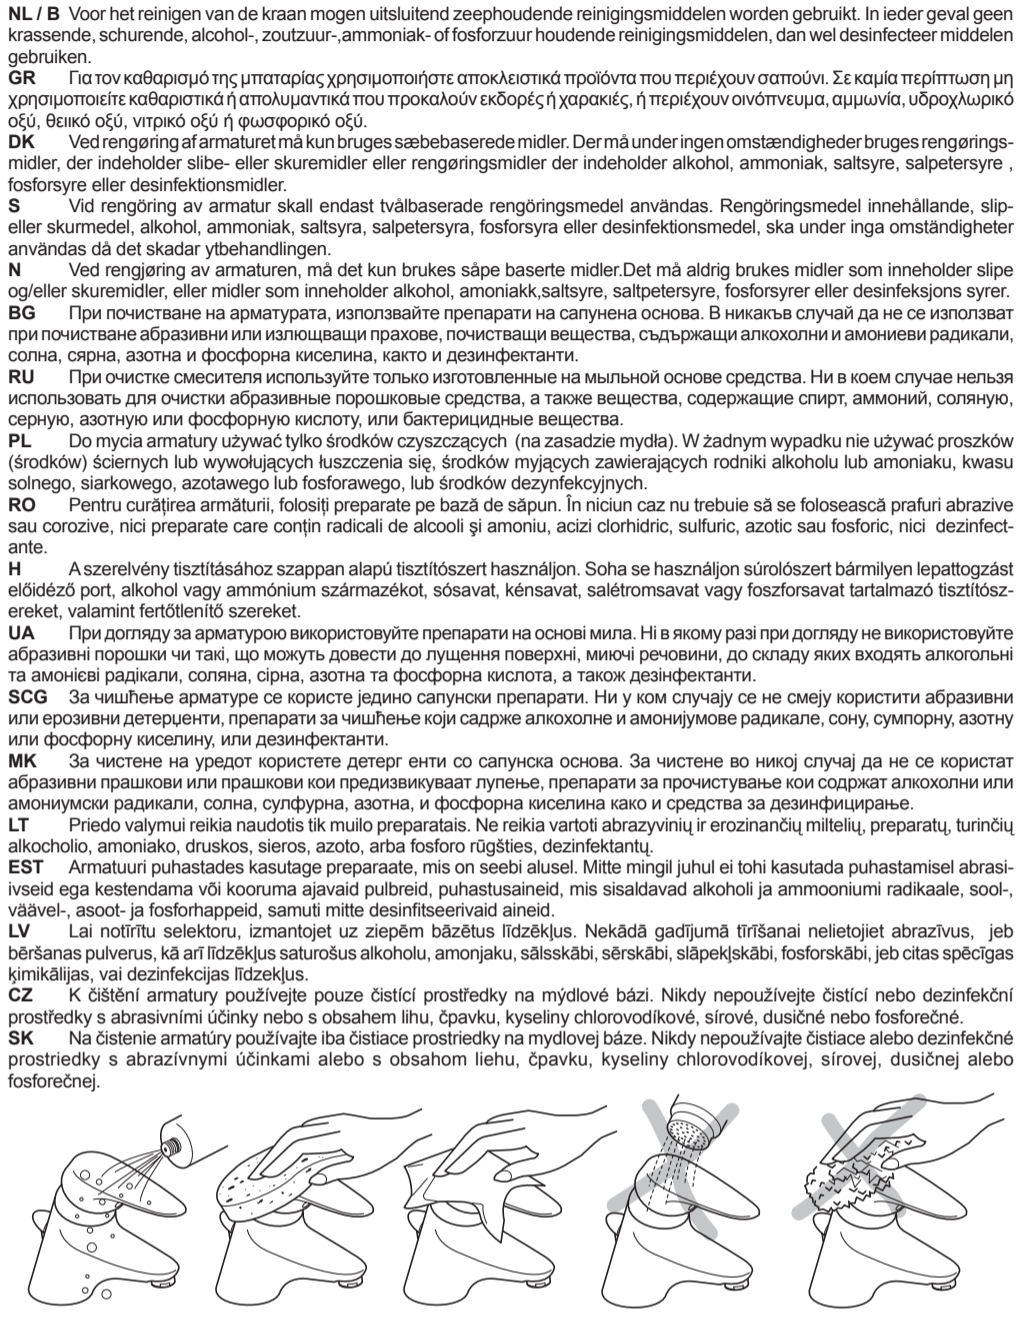 NL / B Voor het reinigen van de kraan mogen uitsluitend zeephoudende reinigingsmiddelen worden gebruikt. In ieder geval geen
krassende, schurende, alcohol-, zoutzuur-,ammoniak- of fosforzuur houdende reinigingsmiddelen, dan wel desinfecteer middelen
gebruiken.
GR Για τον καθαρισμό της μπαταρίας χρησιμοποιήστε αποκλειστικά προϊόντα που περιέχουν σαπούνι. Σε καμία περίπτωση μη
χρησιμοποιείτε καθαριστικά ή απολυμαντικά που προκαλούν εκδορές ή χαρακιές, ή περιέχουν οινόπνευμα, αμμωνία, υδροχλωρικό
οξύ, θειικό οξύ, νιτρικό οξύ ή φωσφορικό οξύ.
DK Ved rengøring af armaturet må kun bruges sæbebaserede midler. Der må under ingen omstændigheder bruges rengørings-
midler, der indeholder slibe- eller skuremidler eller rengøringsmidler der indeholder alkohol, ammoniak, saltsyre, salpetersyre ,
fosforsyre eller desinfektionsmidler.
S Vid rengöring av armatur skall endast tvålbaserade rengöringsmedel användas. Rengöringsmedel innehållande, slip-
eller skurmedel, alkohol, ammoniak, saltsyra, salpetersyra, fosforsyra eller desinfektionsmedel, ska under inga omständigheter
användas då det skadar ytbehandlingen.
N Ved rengjøring av armaturen, må det kun brukes såpe baserte midler.Det må aldrig brukes midler som inneholder slipe
og/eller skuremidler, eller midler som inneholder alkohol, amoniakk,saltsyre, saltpetersyre, fosforsyrer eller desinfeksjons syrer.
BG При почистване на арматурата, използвайте препарати на сапунена основа. В никакъв случай да не се използват
при почистване абразивни или излющващи прахове, почистващи вещества, съдържащи алкохолни и амониеви радикали,
солна, сярна, азотна и фосфорна киселина, както и дезинфектанти.
RU При очистке смесителя используйте только изготовленные на мыльной основе средства. Ни в коем случае нельзя
использовать для очистки абразивные порошковые средства, а также вещества, содержащие спирт, аммоний, соляную,
серную, азотную или фосфорную кислоту, или бактерицидные вещества.
PL Do mycia armatury używać tylko środków czyszczących (na zasadzie mydła). W żadnym wypadku nie używać proszków
(środków) ściernych lub wywołujących łuszczenia się, środków myjących zawierających rodniki alkoholu lub amoniaku, kwasu
solnego, siarkowego, azotawego lub fosforawego, lub środków dezynfekcyjnych.
RO Pentru curățirea armăturii, folosiți preparate pe bază de săpun. În niciun caz nu trebuie să se folosească prafuri abrazive
sau corozive, nici preparate care conțin radicali de alcooli şi amoniu, acizi clorhidric, sulfuric, azotic sau fosforic, nici dezinfect-
ante.
H A szerelvény tisztításához szappan alapú tisztítószert használjon. Soha se használjon súrolószert bármilyen lepattogzást
előidéző port, alkohol vagy ammónium származékot, sósavat, kénsavat, salétromsavat vagy foszforsavat tartalmazó tisztítósz-
ereket, valamint fertőtlenítő szereket.
UA При догляду за арматурою використовуйте препарати на основі мила. Ні в якому разі при догляду не використовуйте
абразивні порошки чи такі, що можуть довести до лущення поверхні, миючі речовини, до складу яких входять алкогольні
та амонієві радікали, соляна, сірна, азотна та фосфорна кислота, а також дезінфектанти.
SCG За чишћење арматуре се користе једино сапунски препарати. Ни у ком случају се не смеју користити абразивни
или ерозивни детерџенти, препарати за чишћење који садрже алкохолне и амонијумове радикале, сону, сумпорну, азотну
или фосфорну киселину, или дезинфектанти.
MK За чистене на уредот користете детерг енти со сапунска основа. За чистене во никој случај да не се користат
абразивни прашкови или прашкови кои предизвикуваат лупење, препарати за прочистување кои содржат алкохолни или
амониумски радикали, солна, сулфурна, азотна, и фосфорна киселина како и средства за дезинфицирање.
LT Priedo valymui reikia naudotis tik muilo preparatais. Ne reikia vartoti abrazyvinių ir erozinančių miltelių, preparatų, turinčių
alkocholio, amoniako, druskos, sieros, azoto, arba fosforo rūgšties, dezinfektantų.
EST Armatuuri puhastades kasutage preparaate, mis on seebi alusel. Mitte mingil juhul ei tohi kasutada puhastamisel abrasi-
ivseid ega kestendama või kooruma ajavaid pulbreid, puhastusaineid, mis sisaldavad alkoholi ja ammooniumi radikaale, sool-,
väävel-, asoot- ja fosforhappeid, samuti mitte desinfitseerivaid aineid.
LV Lai notīrītu selektoru, izmantojet uz ziepēm bāzētus līdzēkļus. Nekādā gadījumā tīrīšanai nelietojiet abrazīvus, jeb
bēršanas pulverus, kā arī līdzēkļus saturošus alkoholu, amonjaku, sālsskābi, sērskābi, slāpekļskābi, fosforskābi, jeb citas spēcīgas
ķimikālijas, vai dezinfekcijas līdzekļus.
CZ K čištění armatury používejte pouze čistící prostředky na mýdlové bázi. Nikdy nepoužívejte čistící nebo dezinfekční
prostředky s abrasivními účinky nebo s obsahem lihu, čpavku, kyseliny chlorovodíkové, sírové, dusičné nebo fosforečné.
SK Na čistenie armatúry používajte iba čistiace prostriedky na mydlovej báze. Nikdy nepoužívajte čistiace alebo dezinfekčné
prostriedky s abrazívnymi účinkami alebo s obsahom liehu, čpavku, kyseliny chlorovodíkovej, sírovej, dusičnej alebo
fosforečnej.